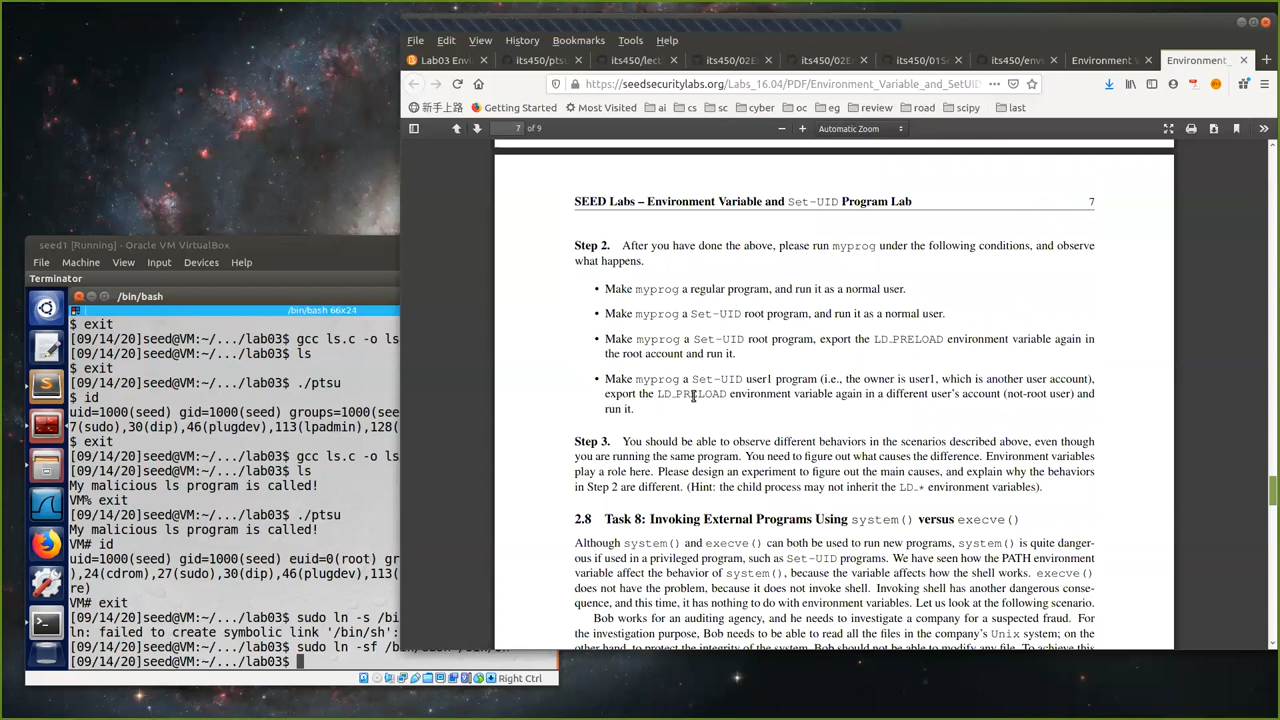 File Edit View History Bookmarks Tools Help
Lab03 Envi its450/ptsu its450/lect its450/02E its450/02E its450/01S its450/env Environment V Environment_
https://seedsecuritylabs.org/Labs_16.04/PDF/Environment_Variable_and_SetUID
新手上路 Getting Started Most Visited ai cs sc cyber oc eg review road scipy last
7 of 9 Automatic Zoom
SEED Labs – Environment Variable and Set-UID Program Lab 7
Step 2. After you have done the above, please run myprog under the following conditions, and observe
what happens.
• Make myprog a regular program, and run it as a normal user.
• Make myprog a Set-UID root program, and run it as a normal user.
• Make myprog a Set-UID root program, export the LD_PRELOAD environment variable again in
the root account and run it.
• Make myprog a Set-UID user1 program (i.e., the owner is user1, which is another user account),
export the LD_PRELOAD environment variable again in a different user's account (not-root user) and
run it.
Step 3. You should be able to observe different behaviors in the scenarios described above, even though
you are running the same program. You need to figure out what causes the difference. Environment variables
play a role here. Please design an experiment to figure out the main causes, and explain why the behaviors
in Step 2 are different. (Hint: the child process may not inherit the LD_* environment variables).
2.8 Task 8: Invoking External Programs Using system() versus execve()
Although system() and execve() can both be used to run new programs, system() is quite danger-
ous if used in a privileged program, such as Set-UID programs. We have seen how the PATH environment
variable affect the behavior of system(), because the variable affects how the shell works. execve()
does not have the problem, because it does not invoke shell. Invoking shell has another dangerous conse-
quence, and this time, it has nothing to do with environment variables. Let us look at the following scenario.
Bob works for an auditing agency, and he needs to investigate a company for a suspected fraud. For
the investigation purpose, Bob needs to be able to read all the files in the company's Unix system; on the
other hand, to protect the integrity of the system, Bob should not be able to modify any file. To achieve this
seed1 [Running] - Oracle VM VirtualBox
File Machine View Input Devices Help
Terminator
/bin/bash
/bin/bash 66x24
$ exit
[09/14/20]seed@VM:~/.../lab03$ gcc ls.c -o ls
[09/14/20]seed@VM:~/.../lab03$ ls
$ exit
[09/14/20]seed@VM:~/.../lab03$ ./ptsu
$ id
uid=1000(seed) gid=1000(seed) groups=1000(see
7(sudo),30(dip),46(plugdev),113(lpadmin),128(
$ exit
[09/14/20]seed@VM:~/.../lab03$ gcc ls.c -o ls
[09/14/20]seed@VM:~/.../lab03$ ls
My malicious ls program is called!
VM% exit
[09/14/20]seed@VM:~/.../lab03$ ./ptsu
My malicious ls program is called!
VM# id
uid=1000(seed) gid=1000(seed) euid=0(root) gr
),24(cdrom),27(sudo),30(dip),46(plugdev),113(
re)
VM# exit
[09/14/20]seed@VM:~/.../lab03$ sudo ln -s /bi
ln: failed to create symbolic link '/bin/sh':
[09/14/20]seed@VM:~/.../lab03$ sudo ln -sf /b
[09/14/20]seed@VM:~/.../lab03$
Right Ctrl